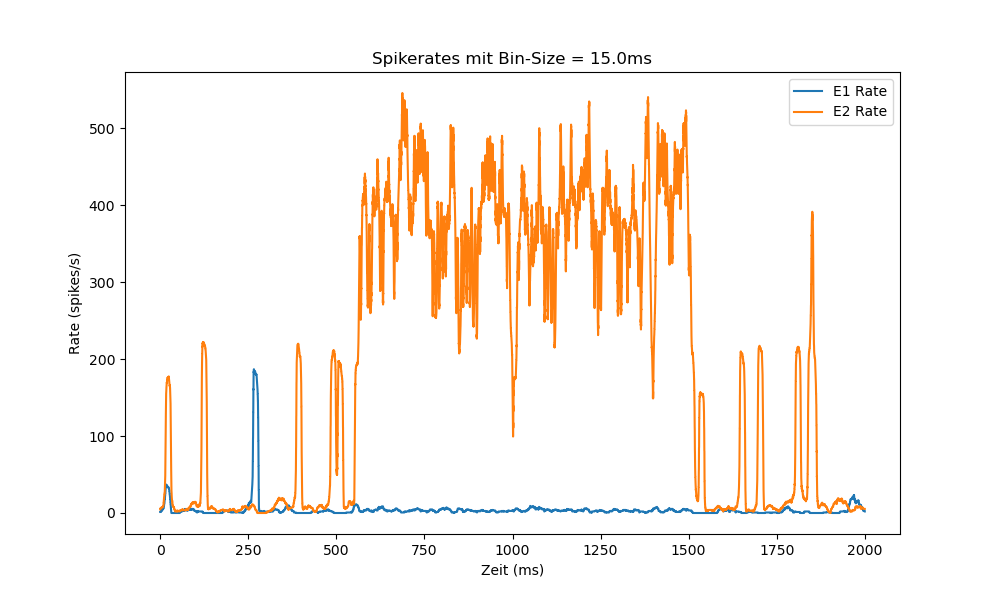 Spikerates mit Bin-Size = 15.0ms
E1 Rate
E2 Rate
Rate (spikes/s)
500
400
300
200
100
0
0 250 500 750 1000 1250 1500 1750 2000
Zeit (ms)